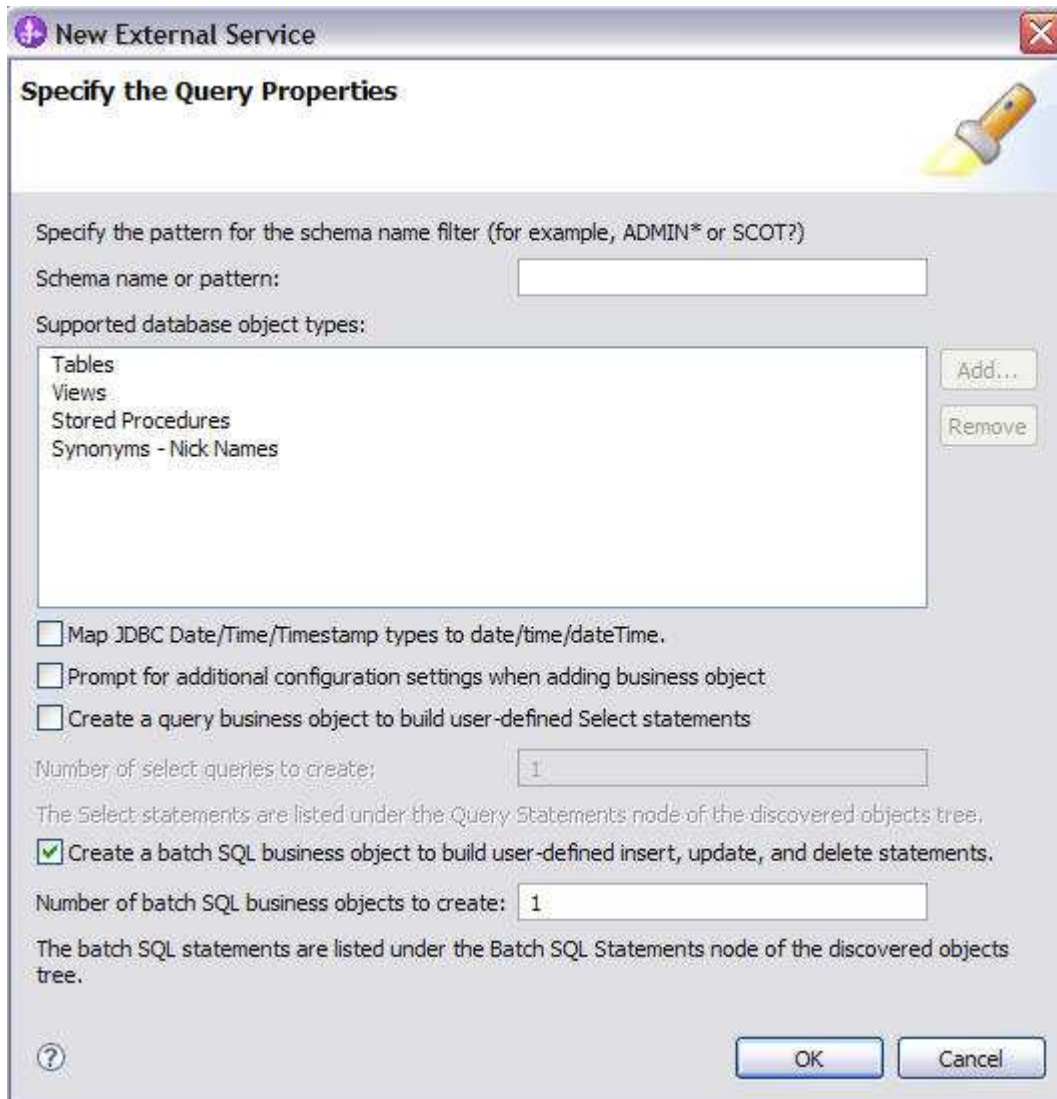 New External Service
Specify the Query Properties
Specify the pattern for the schema name filter (for example, ADMIN* or SCOT?)
Schema name or pattern:
Supported database object types:
Tables
Add...
Views
Stored Procedures
Remove
Synonyms - Nick Names
Map JDBC Date/Time/Timestamp types to date/time/dateTime.
Prompt for additional configuration settings when adding business object
Create a query business object to build user-defined Select statements
Number of select queries to create: 1
The Select statements are listed under the Query Statements node of the discovered objects tree.
Create a batch SQL business object to build user-defined insert, update, and delete statements.
Number of batch SQL business objects to create: 1
The batch SQL statements are listed under the Batch SQL Statements node of the discovered objects
tree.
? OK Cancel